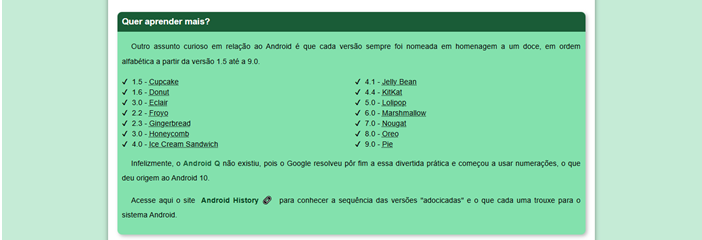 Quer aprender mais?
Outro assunto curioso em relação ao Android é que cada versão sempre foi nomeada em homenagem a um doce, em ordem
alfabética a partir da versão 1.5 até a 9.0.
✔ 1.5 - Cupcake
✔ 1.6 - Donut
✔ 3.0 - Eclair
✔ 2.2 - Froyo
✔ 2.3 - Gingerbread
✔ 3.0 - Honeycomb
✔ 4.0 - Ice Cream Sandwich
✔ 4.1 - Jelly Bean
✔ 4.4 - KitKat
✔ 5.0 - Lolipop
✔ 6.0 - Marshmallow
✔ 7.0 - Nougat
✔ 8.0 - Oreo
✔ 9.0 - Pie
Infelizmente, o Android Q não existiu, pois o Google resolveu pôr fim a essa divertida prática e começou a usar numerações, o que
deu origem ao Android 10.
Acesse aqui o site Android History para conhecer a sequência das versões "adocicadas" e o que cada uma trouxe para o
sistema Android.